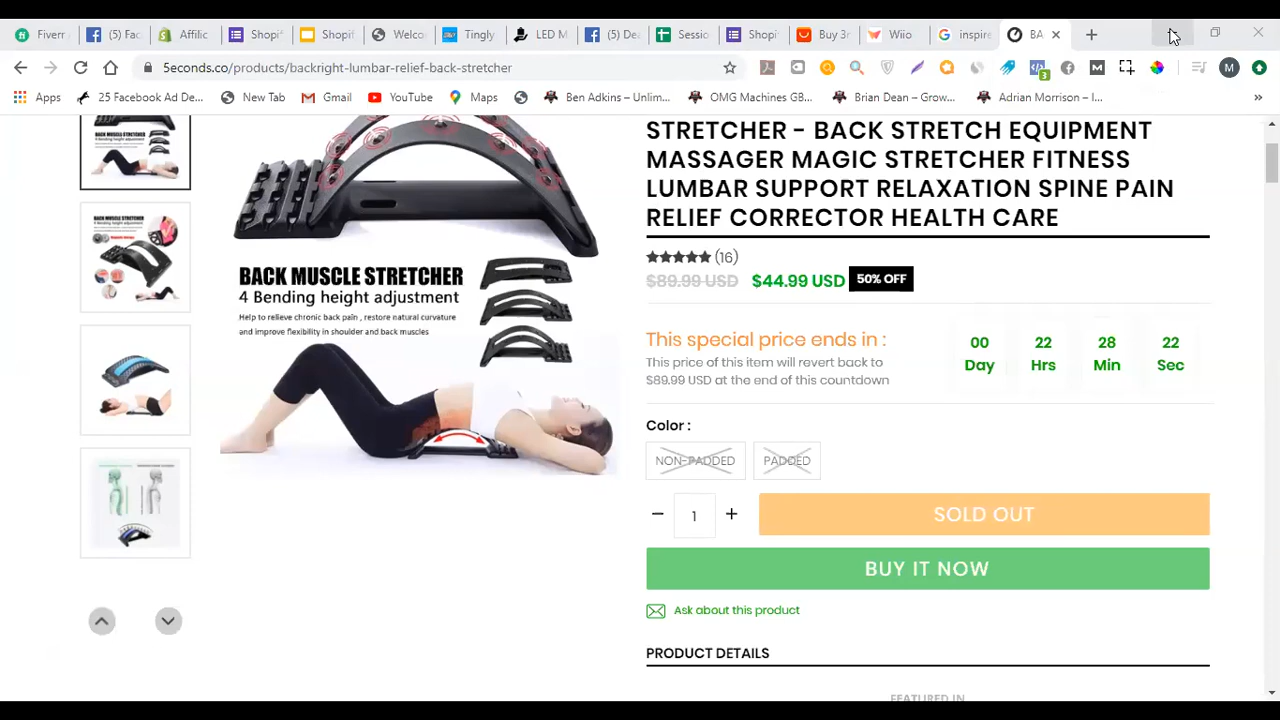 Fiverr
(5) Fac
Affilic
Shopi
Shopif
Welco
Tingly
LED M
(5) De
Sessio
Shopi
Buy 3r
Wiio
inspire
BA
5econds.co/products/backright-lumbar-relief-back-stretcher
3
M
Apps
25 Facebook Ad De...
New Tab
Gmail
YouTube
Maps
Ben Adkins – Unlim...
OMG Machines GB...
Brian Dean – Grow...
Adrian Morrison – I...
»
STRETCHER - BACK STRETCH EQUIPMENT
MASSAGER MAGIC STRETCHER FITNESS
LUMBAR SUPPORT RELAXATION SPINE PAIN
RELIEF CORRECTOR HEALTH CARE
(16)
$89.99 USD $44.99 USD 50% OFF
BACK MUSCLE STRETCHER
4 Bending height adjustment
Help to relieve chronic back pain , restore natural curvature
and improve flexibility in shoulder and back muscles
This special price ends in :
This price of this item will revert back to
$89.99 USD at the end of this countdown
00 22 28 22
Day Hrs Min Sec
Color :
NON-PADDED PADDED
− 1 + SOLD OUT
BUY IT NOW
Ask about this product
PRODUCT DETAILS
FEATURED IN